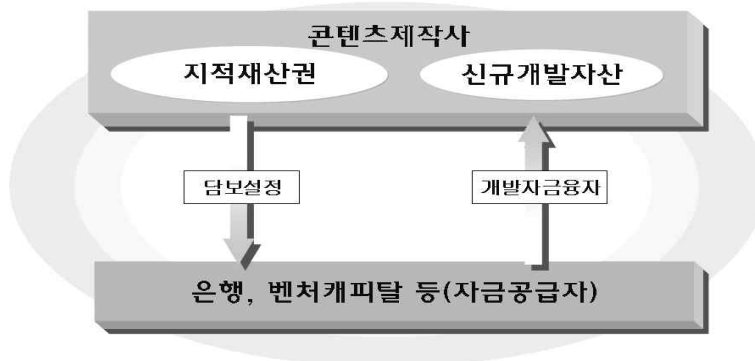 콘텐츠제작사
지적재산권
신규개발자산
담보설정
개발자금융자
은행, 벤처캐피탈 등(자금공급자)